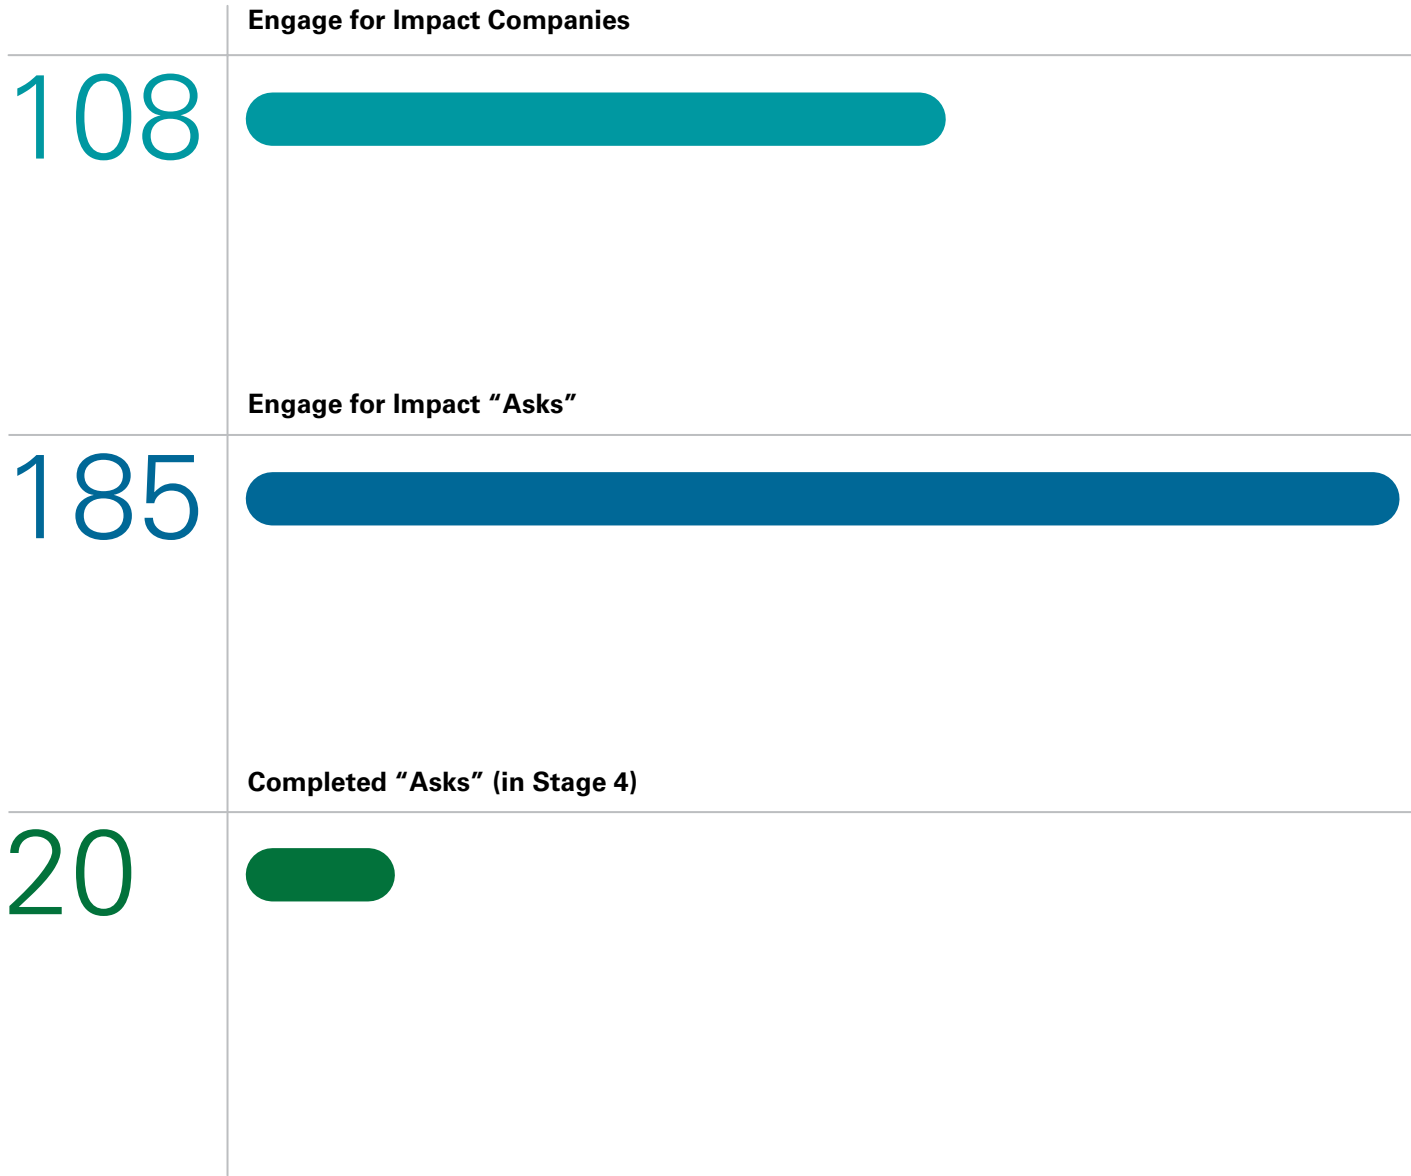 Engage for Impact Companies
108
Engage for Impact “Asks”
185
Completed “Asks” (in Stage 4)
20